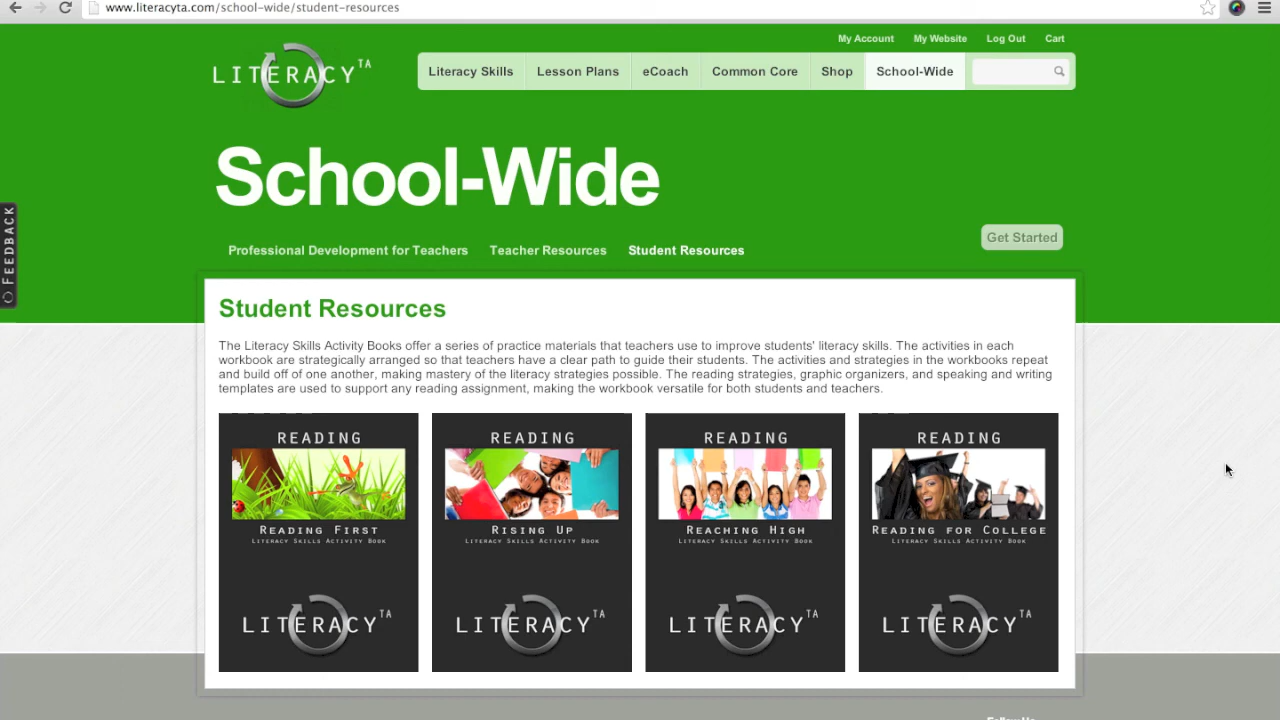 www.literacyta.com/school-wide/student-resources
My Account My Website Log Out Cart
LITERACY TA
Literacy Skills Lesson Plans eCoach Common Core Shop School-Wide
School-Wide
FEEDBACK
Get Started
Professional Development for Teachers Teacher Resources Student Resources
Student Resources
The Literacy Skills Activity Books offer a series of practice materials that teachers use to improve students' literacy skills. The activities in each
workbook are strategically arranged so that teachers have a clear path to guide their students. The activities and strategies in the workbooks repeat
and build off of one another, making mastery of the literacy strategies possible. The reading strategies, graphic organizers, and speaking and writing
templates are used to support any reading assignment, making the workbook versatile for both students and teachers.
READING
Reading First
Literacy Skills Activity Book
LITERACY TA
READING
Rising Up
Literacy Skills Activity Book
LITERACY TA
READING
Reaching High
Literacy Skills Activity Book
LITERACY TA
READING
Reading for College
Literacy Skills Activity Book
LITERACY TA